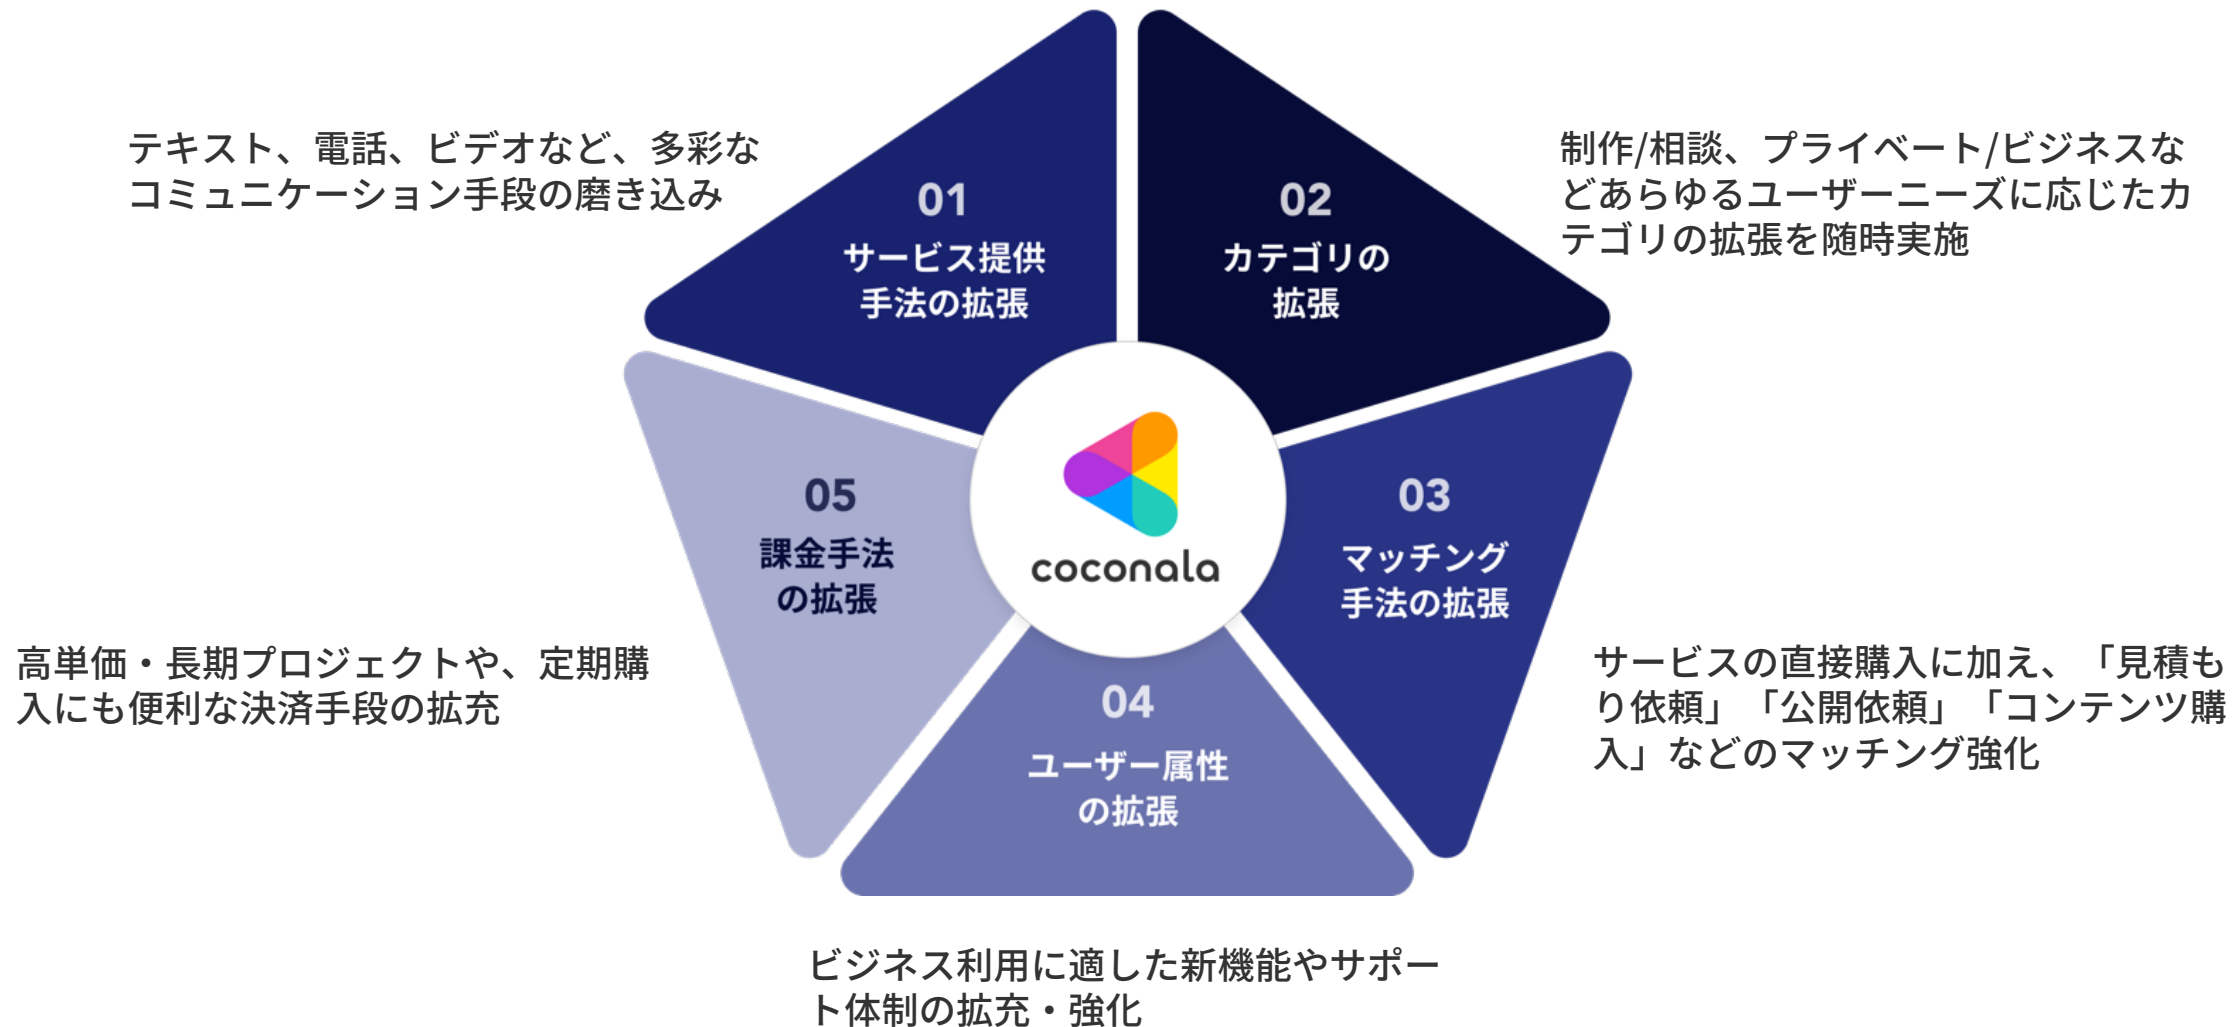 テキスト、電話、ビデオなど、多彩な
コミュニケーション手段の磨き込み
01
サービス提供
手法の拡張
02
カテゴリの
拡張
制作/相談、プライベート/ビジネスな
どあらゆるユーザーニーズに応じたカ
テゴリの拡張を随時実施
05
課金手法
の拡張
coconala
03
マッチング
手法の拡張
高単価・長期プロジェクトや、定期購
入にも便利な決済手段の拡充
サービスの直接購入に加え、「見積も
り依頼」「公開依頼」「コンテンツ購
入」などのマッチング強化
04
ユーザー属性
の拡張
ビジネス利用に適した新機能やサポー
ト体制の拡充・強化